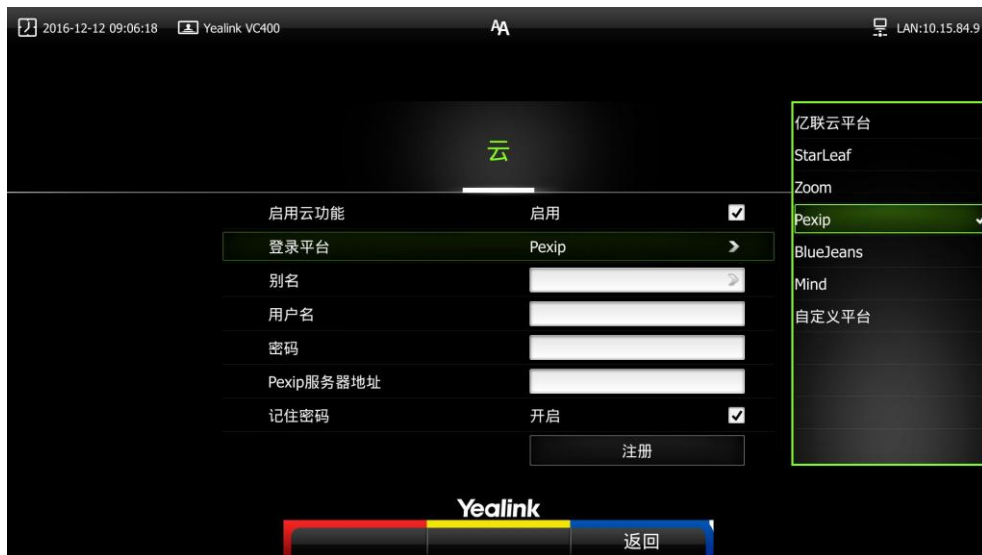 2016-12-12 09:06:18 Yealink VC400 AA LAN:10.15.84.9
云
启用云功能 启用
登录平台 Pexip
别名
用户名
密码
Pexip服务器地址
记住密码 开启
注册
亿联云平台
StarLeaf
Zoom
Pexip
BlueJeans
Mind
自定义平台
Yealink
返回